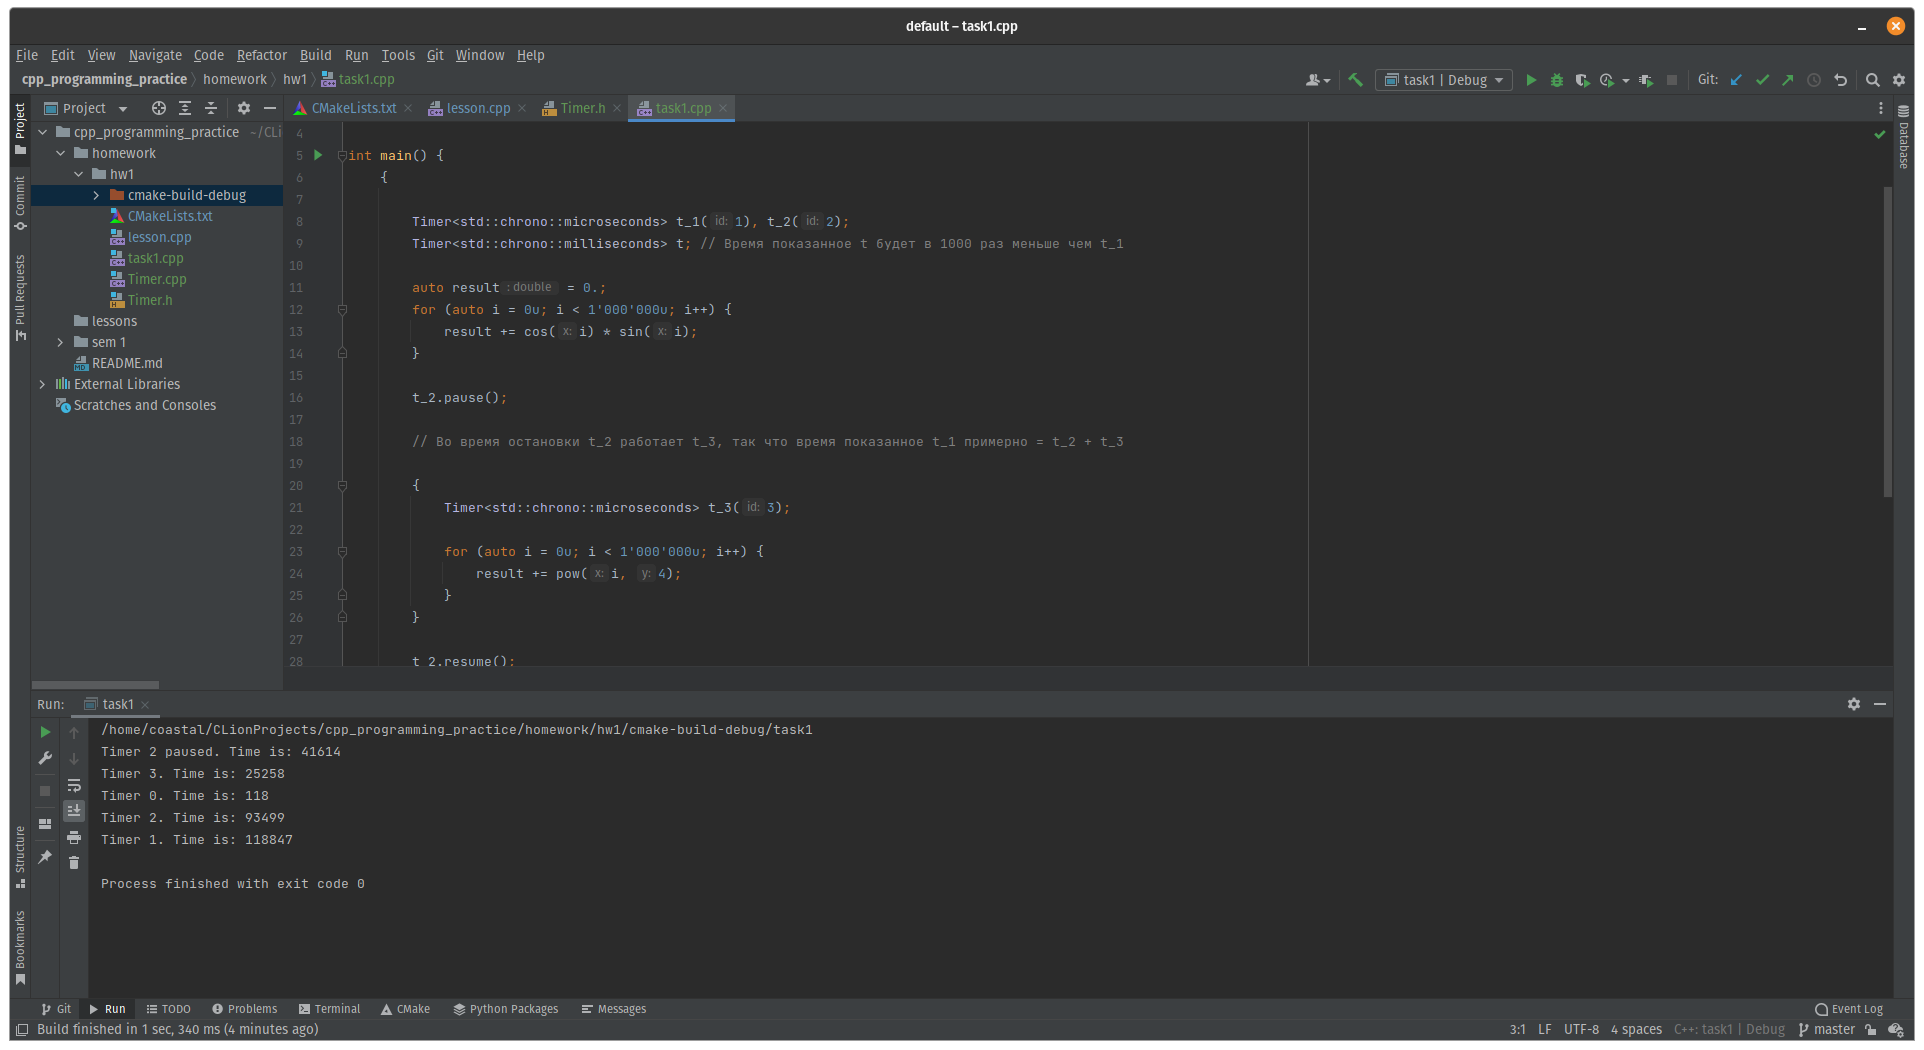 default – task1.cpp
File Edit View Navigate Code Refactor Build Run Tools Git Window Help
cpp_programming_practice homework hw1 task1.cpp
task1 | Debug
Git:
Project
CMakeLists.txt
lesson.cpp
Timer.h
task1.cpp
Project
Commit
Pull Requests
Structure
Bookmarks
Database
cpp_programming_practice ~/CLi
homework
hw1
cmake-build-debug
CMakeLists.txt
lesson.cpp
task1.cpp
Timer.cpp
Timer.h
lessons
sem 1
README.md
External Libraries
Scratches and Consoles
4
5 int main() {
6 {
7
8 Timer<std::chrono::microseconds> t_1( id: 1), t_2( id: 2);
9 Timer<std::chrono::milliseconds> t; // Время показанное t будет в 1000 раз меньше чем t_1
10
11 auto result : double = 0.;
12 for (auto i = 0u; i < 1'000'000u; i++) {
13 result += cos( x: i) * sin( x: i);
14 }
15
16 t_2.pause();
17
18 // Во время остановки t_2 работает t_3, так что время показанное t_1 примерно = t_2 + t_3
19
20 {
21 Timer<std::chrono::microseconds> t_3( id: 3);
22
23 for (auto i = 0u; i < 1'000'000u; i++) {
24 result += pow( x: i, y: 4);
25 }
26 }
27
28 t_2.resume();
Run: task1
/home/coastal/CLionProjects/cpp_programming_practice/homework/hw1/cmake-build-debug/task1
Timer 2 paused. Time is: 41614
Timer 3. Time is: 25258
Timer 0. Time is: 118
Timer 2. Time is: 93499
Timer 1. Time is: 118847
Process finished with exit code 0
Git Run TODO Problems Terminal CMake Python Packages Messages Event Log
Build finished in 1 sec, 340 ms (4 minutes ago) 3:1 LF UTF-8 4 spaces C++: task1 | Debug master